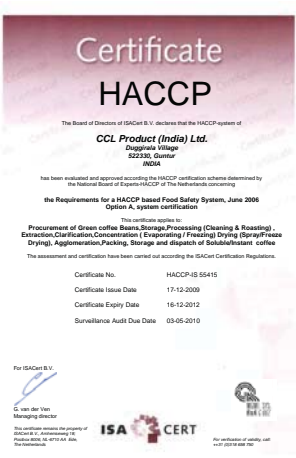 Certificate
HACCP
The Board of Directors of ISACert B.V. declares that the HACCP-system of
CCL Product (India) Ltd.
Duggirala Village
522330, Guntur
INDIA
has been evaluated and approved according the HACCP certification scheme determined by
the National Board of Experts-HACCP of The Netherlands concerning
the Requirements for a HACCP based Food Safety System, June 2006
Option A, system certification
This certificate applies to:
Procurement of Green coffee Beans,Storage,Processing (Cleaning & Roasting) ,
Extraction,Clarification,Concentration ( Evaporating / Freezing) Drying (Spray/Freeze
Drying), Agglomeration,Packing, Storage and dispatch of Soluble/Instant coffee
The assessment and certification have been carried out according the ISACert Certification Regulations.
Certificate No. HACCP-IS 55415
Certificate Issue Date 17-12-2009
Certificate Expiry Date 16-12-2012
Surveillance Audit Due Date 03-05-2010
For ISACert B.V.
G. van der Ven
Managing director
This certificate remains the property of
ISACert B.V., Archimedesweg 18,
Postbus 8009, NL-6710 AA Ede,
The Netherlands
ISA CERT
For verification of validity, call